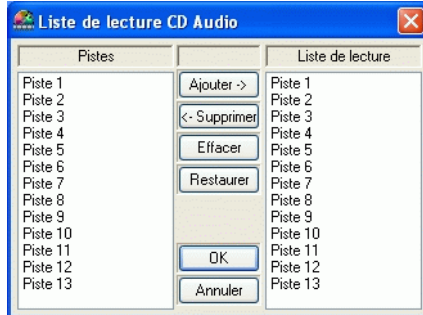 Liste de lecture CD Audio
Pistes
Liste de lecture
Piste 1
Piste 2
Piste 3
Piste 4
Piste 5
Piste 6
Piste 7
Piste 8
Piste 9
Piste 10
Piste 11
Piste 12
Piste 13
Ajouter ->
<- Supprimer
Effacer
Restaurer
OK
Annuler
Piste 1
Piste 2
Piste 3
Piste 4
Piste 5
Piste 6
Piste 7
Piste 8
Piste 9
Piste 10
Piste 11
Piste 12
Piste 13